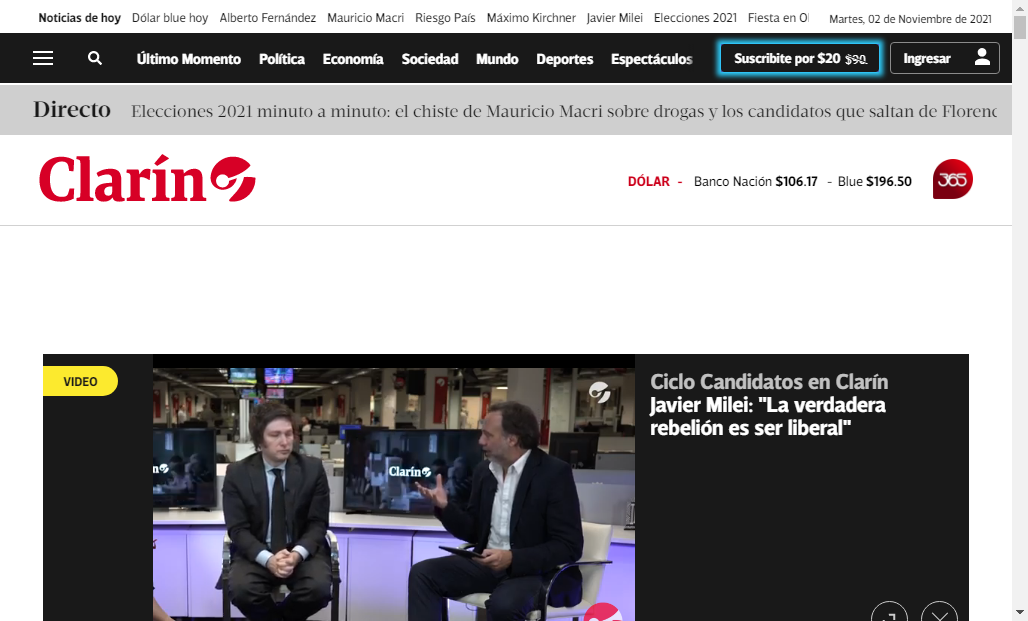 Noticias de hoy Dólar blue hoy Alberto Fernández Mauricio Macri Riesgo País Máximo Kirchner Javier Milei Elecciones 2021 Fiesta en Ol Martes, 02 de Noviembre de 2021
Último Momento Política Economía Sociedad Mundo Deportes Espectáculos Suscribite por $20 $90 Ingresar
Directo Elecciones 2021 minuto a minuto: el chiste de Mauricio Macri sobre drogas y los candidatos que saltan de Florenc
Clarín
DÓLAR - Banco Nación $106.17 - Blue $196.50 365
VIDEO
Ciclo Candidatos en Clarín
Javier Milei: "La verdadera
rebelión es ser liberal"
Clarín